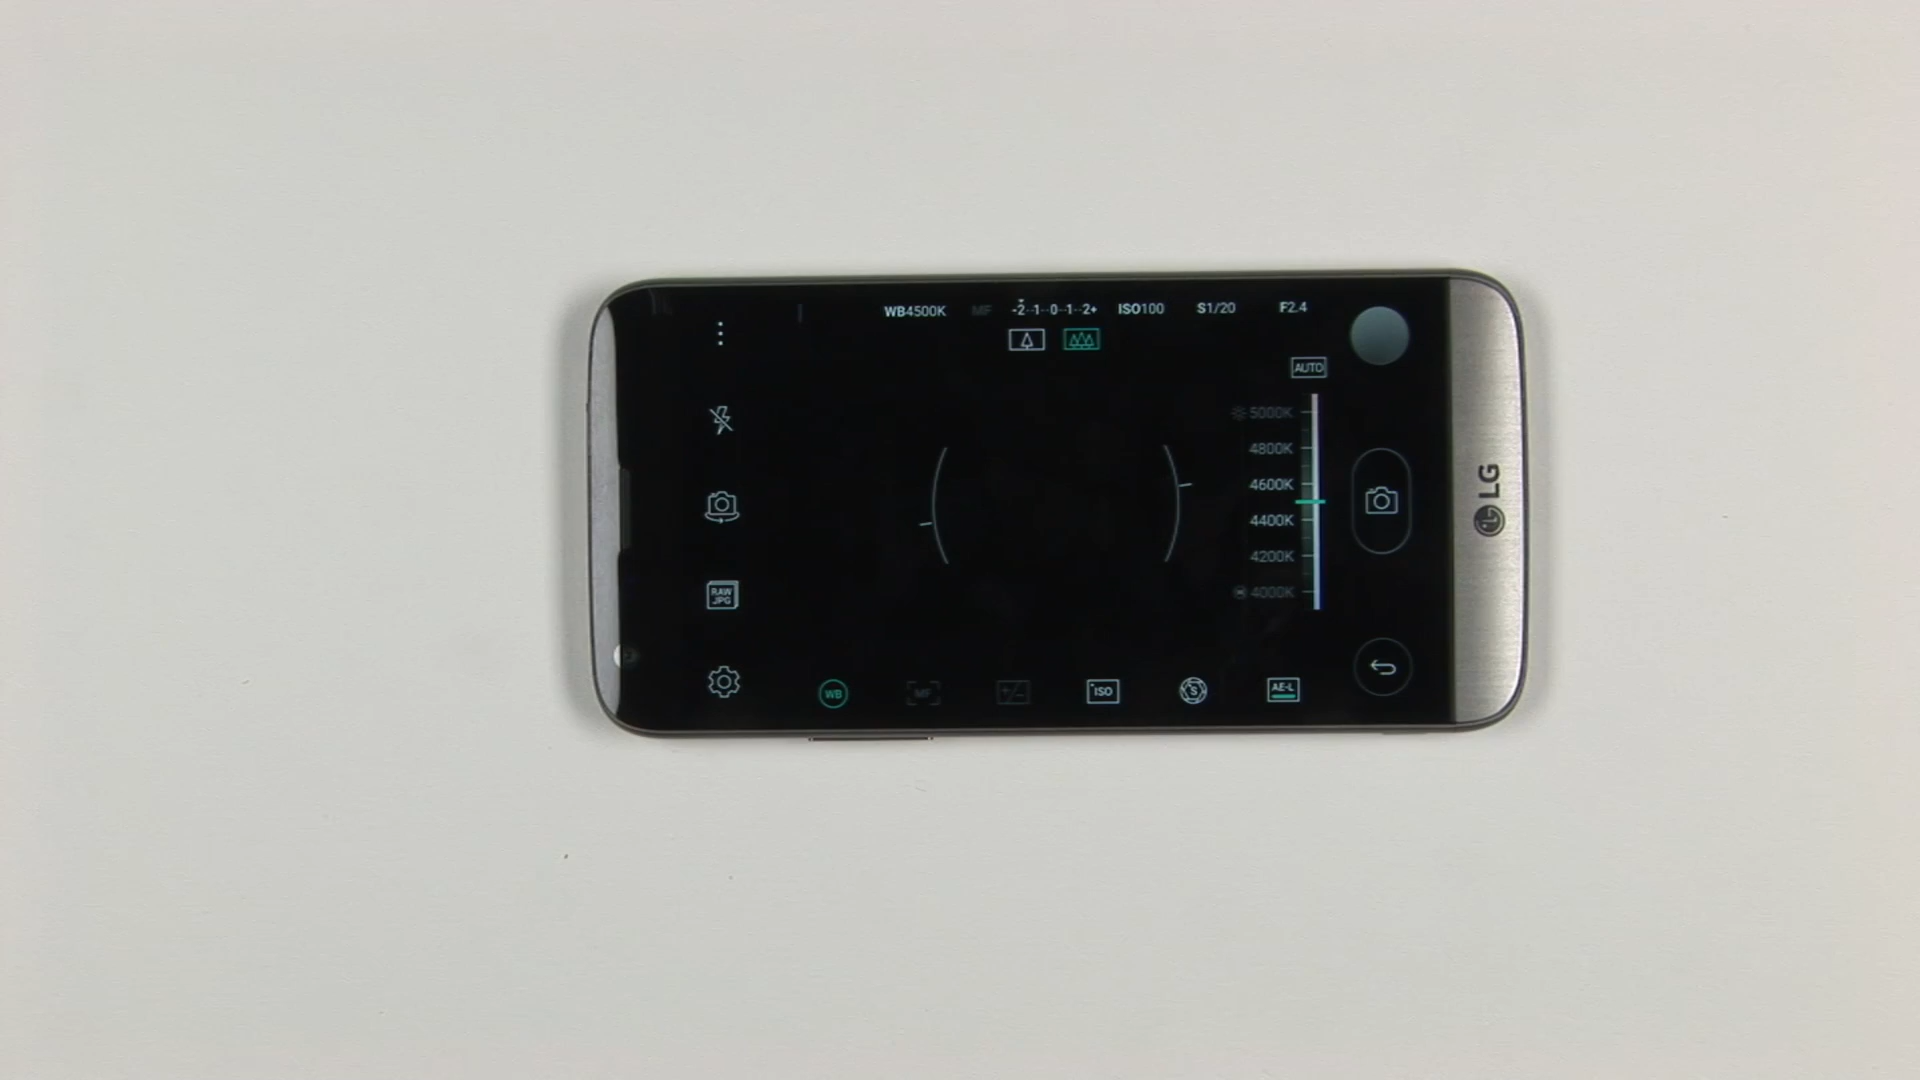 WB4500K MF -2··1··0··1··2+ ISO100 S1/20 F2.4
AUTO
5000K
4800K
4600K
4400K
4200K
4000K
RAW
JPG
WB MF +/- ISO S AE-L
LG